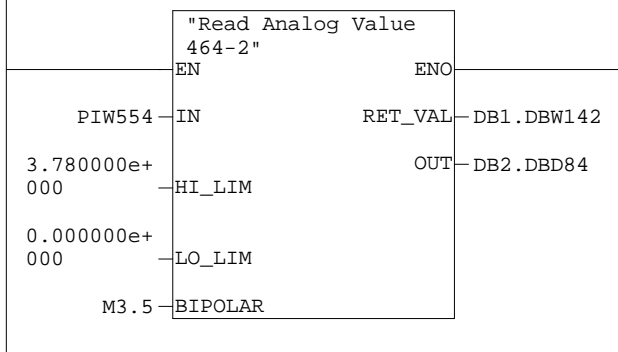 "Read Analog Value
464-2"
EN ENO
PIW554 IN RET_VAL DB1.DBW142
3.780000e+ OUT DB2.DBD84
000 HI_LIM
0.000000e+
000 LO_LIM
M3.5 BIPOLAR